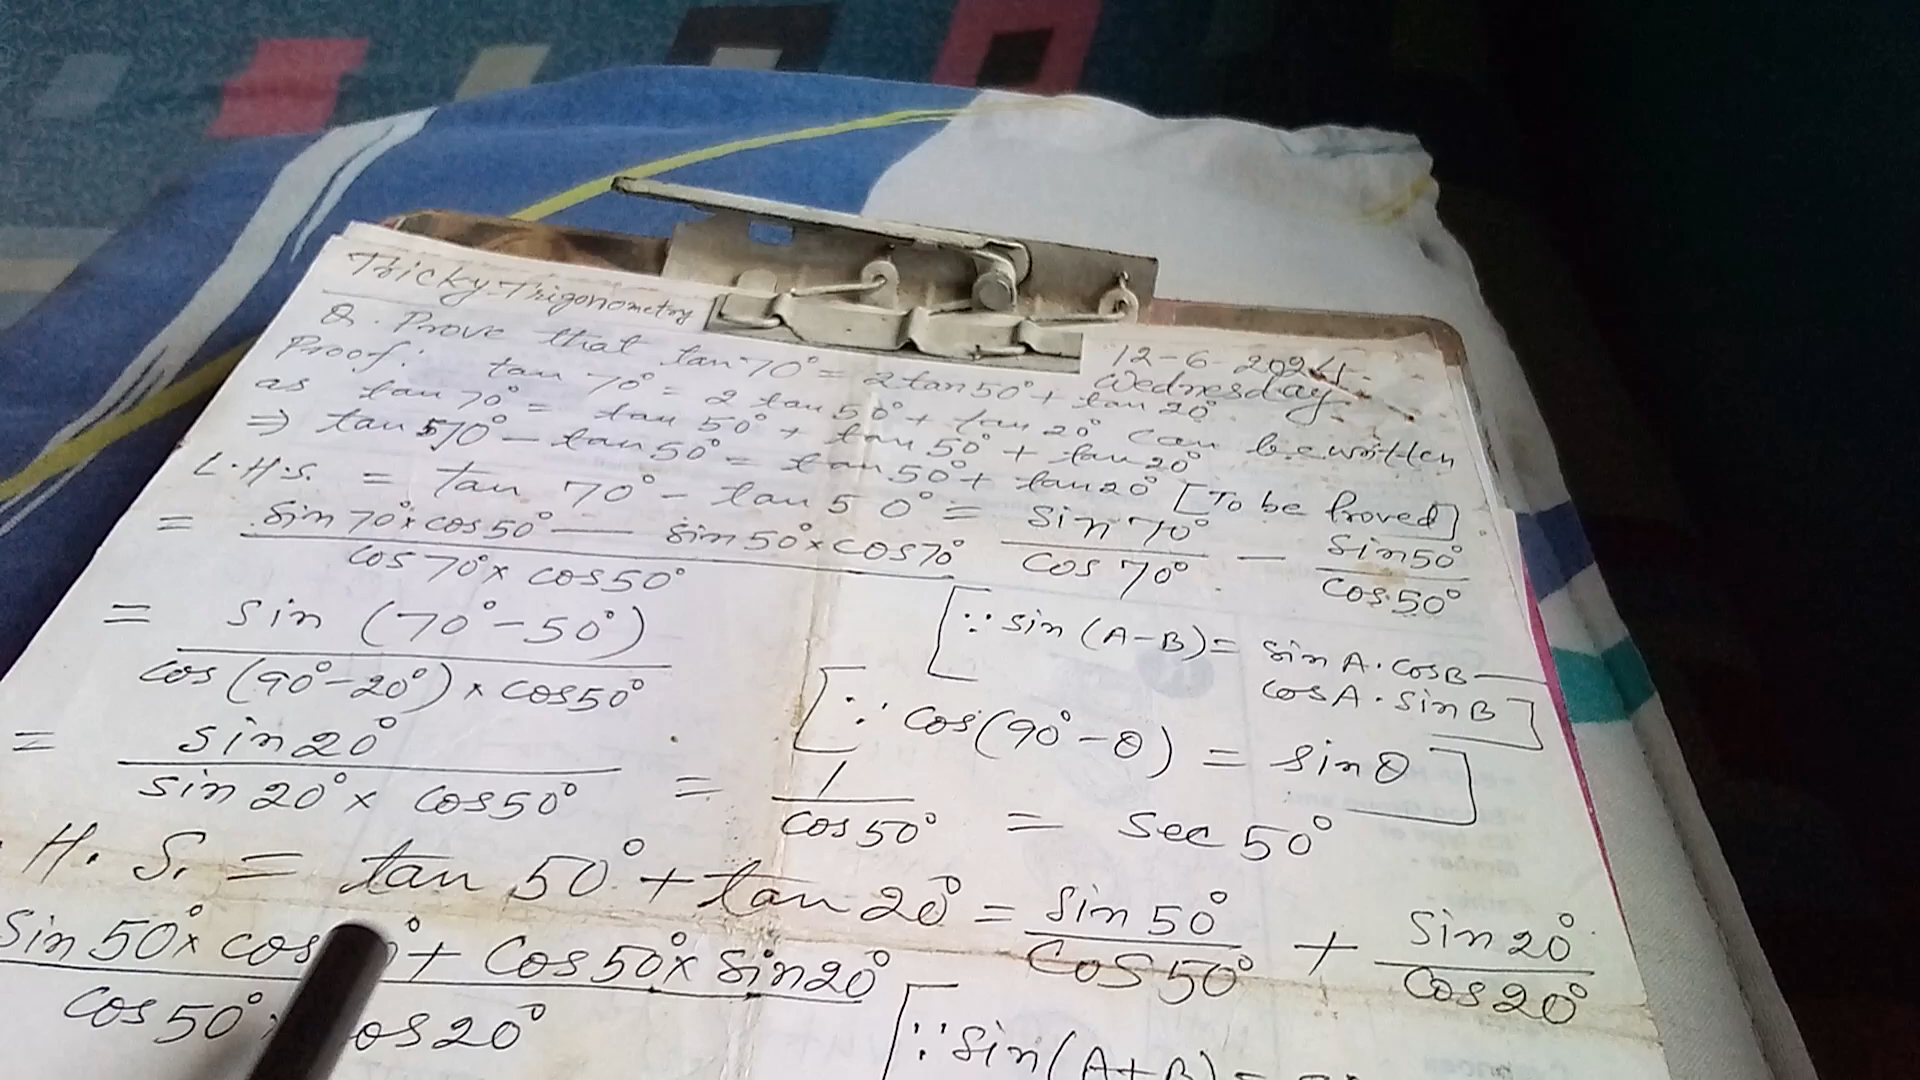 Tricky Trigonometry
12-6-2024
Wednesday
Q. Prove that tan 70° = 2 tan 50° + tan 20°
Proof: tan 70° = 2 tan 50° + tan 20° can be written
as tan 70° = tan 50° + tan 50° + tan 20°
⇒ tan 70° - tan 50° = tan 50° + tan 20° [To be Proved]
L.H.S. = tan 70° - tan 50° = sin 70° / cos 70° - sin 50° / cos 50°
= sin 70° × cos 50° - sin 50° × cos 70° / cos 70° × cos 50°
= sin (70° - 50°) / cos (90° - 20°) × cos 50° [∵ sin (A - B) = sin A . cos B -
cos A . sin B]
[∵ cos (90° - θ) = sin θ]
= sin 20° / sin 20° × cos 50° = 1 / cos 50° = sec 50°
. H. S. = tan 50° + tan 20° = sin 50° / cos 50° + sin 20° / cos 20°
sin 50° × cos ° + cos 50° × sin 20° / cos 50° os 20°
[∵ sin (A + B) =